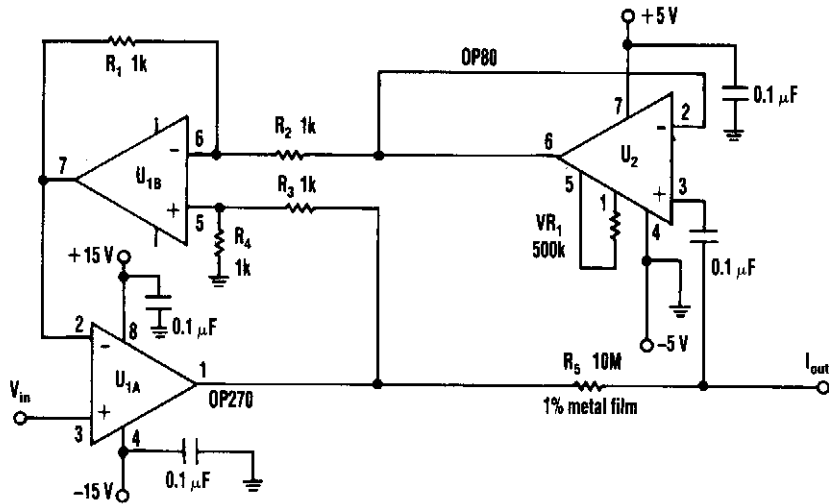 +5 V
R1 1k
OP80
0.1 μF
7
2
6
R2 1k
6
U2
7
U1B
R3 1k
5
5
1
3
R4
1k
VR1
500k
4
0.1 μF
+15 V
0.1 μF
2
8
−5 V
U1A
1
R5 10M
Iout
Vin
OP270
1% metal film
3
4
0.1 μF
−15 V